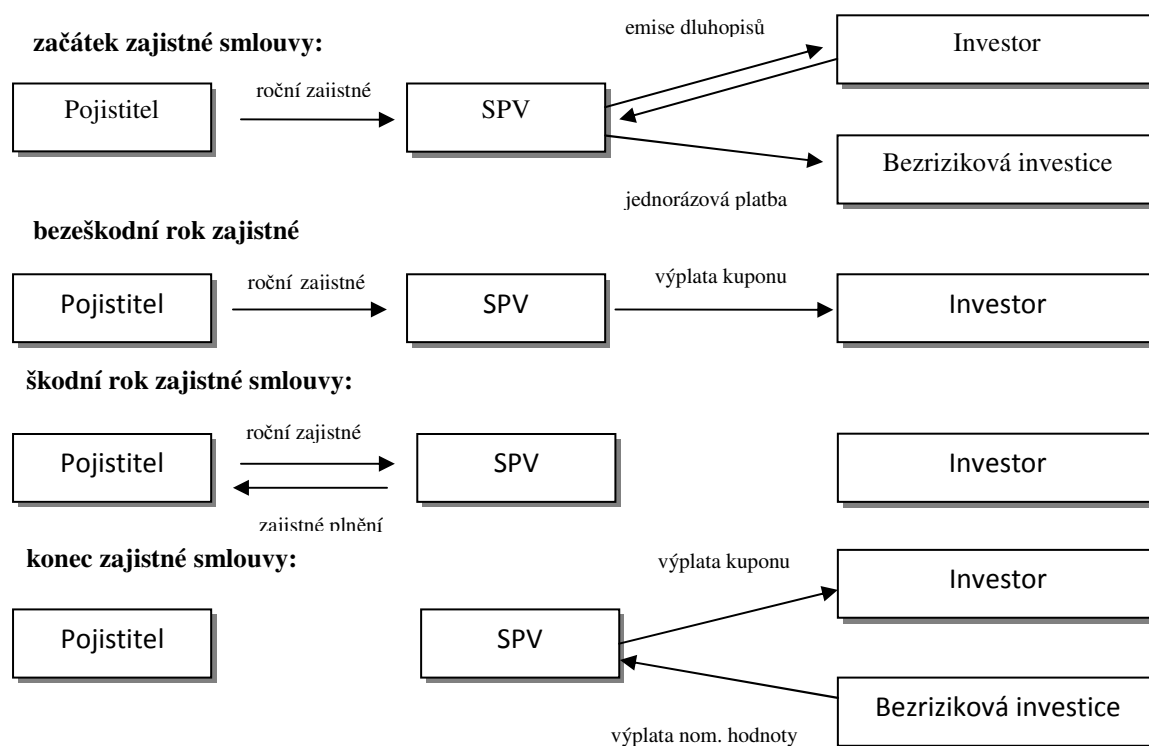 emise dluhopisů
začátek zajistné smlouvy:
Investor
roční zajistné
Pojistitel
SPV
Bezriziková investice
jednorázová platba
bezeškodní rok zajistné
roční zajistné
výplata kuponu
Pojistitel
SPV
Investor
škodní rok zajistné smlouvy:
roční zajistné
Pojistitel
SPV
Investor
zajistné plnění
konec zajistné smlouvy:
výplata kuponu
Investor
Pojistitel
SPV
Bezriziková investice
výplata nom. hodnoty